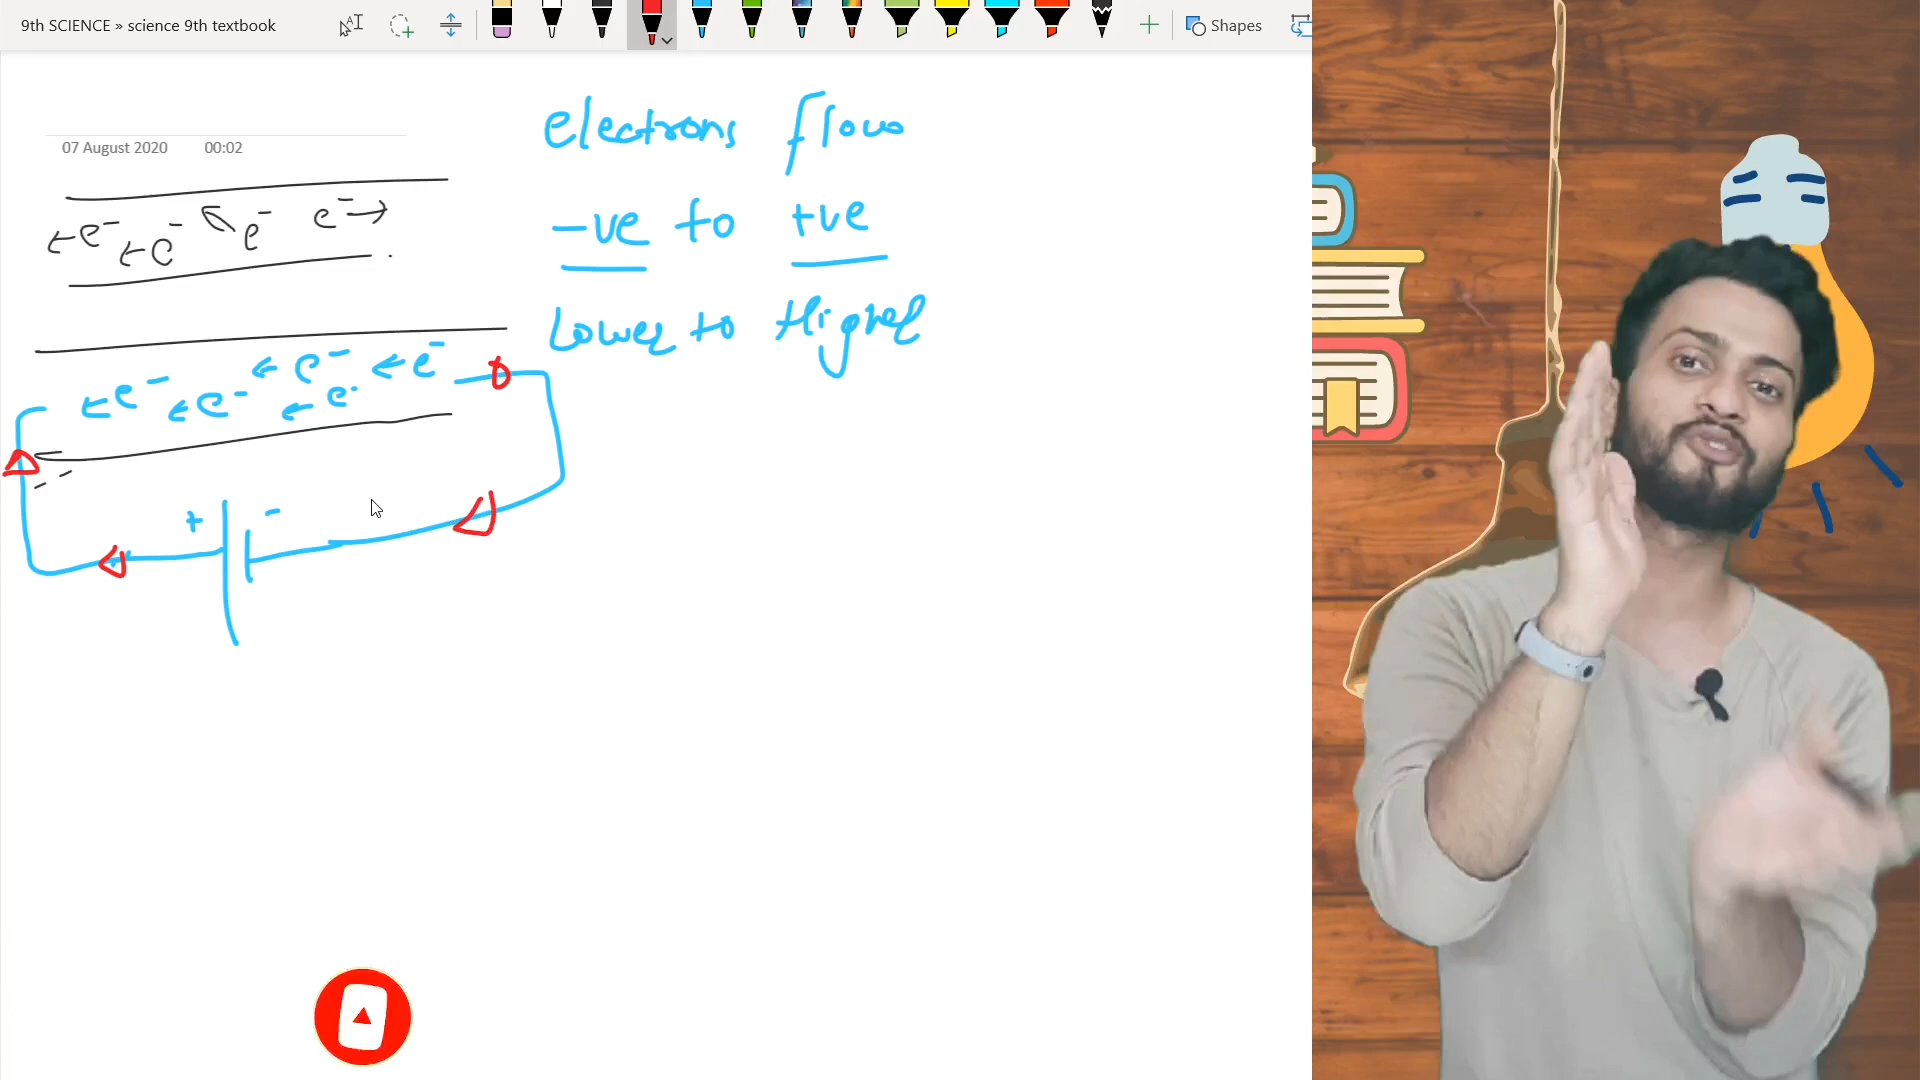 9th SCIENCE » science 9th textbook
Shapes
07 August 2020 00:02
electrons flow
-ve to +ve
Lower to Higher
← e⁻ ← e⁻ e⁻ e⁻ →
← e⁻ ← e⁻ ← e⁻ ← e⁻ ← e⁻
+ -